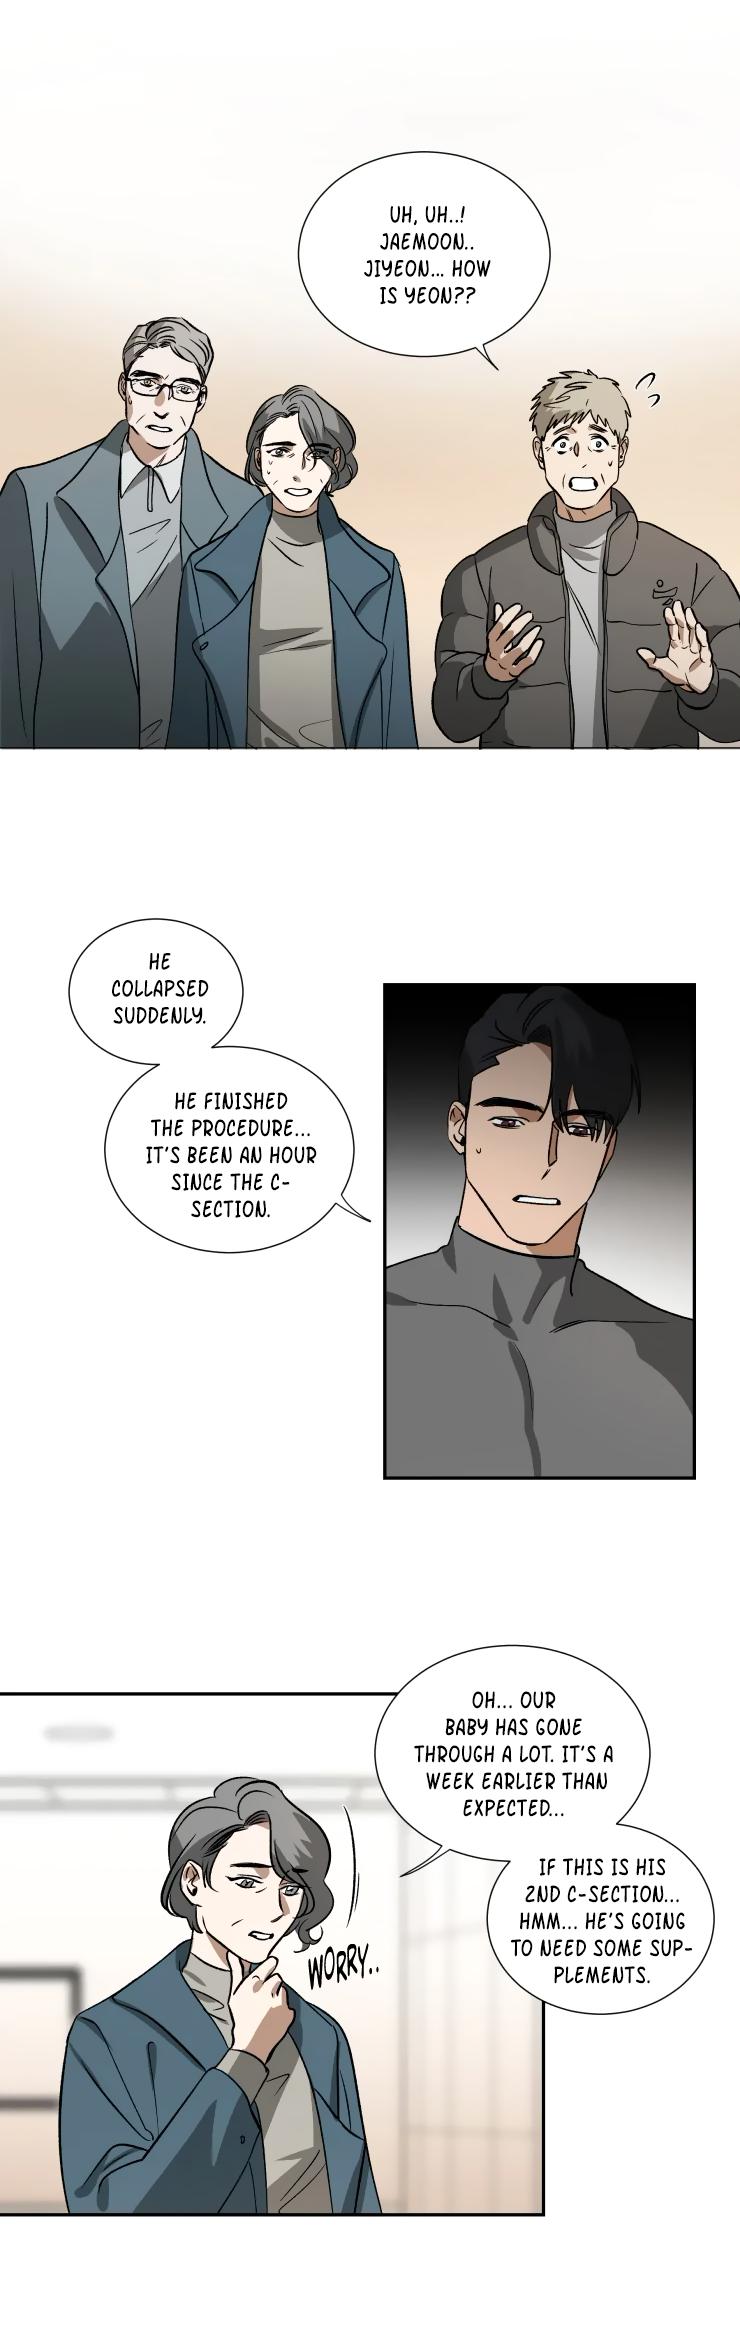 UH, UH..!
JAEMOON..
JIYEON... HOW
IS YEON??
HE
COLLAPSED
SUDDENLY.
HE FINISHED
THE PROCEDURE...
IT'S BEEN AN HOUR
SINCE THE C-
SECTION.
OH... OUR
BABY HAS GONE
THROUGH A LOT. IT'S A
WEEK EARLIER THAN
EXPECTED...
IF THIS IS HIS
2ND C-SECTION...
HMM... HE'S GOING
TO NEED SOME SUP-
PLEMENTS.
WORRY..